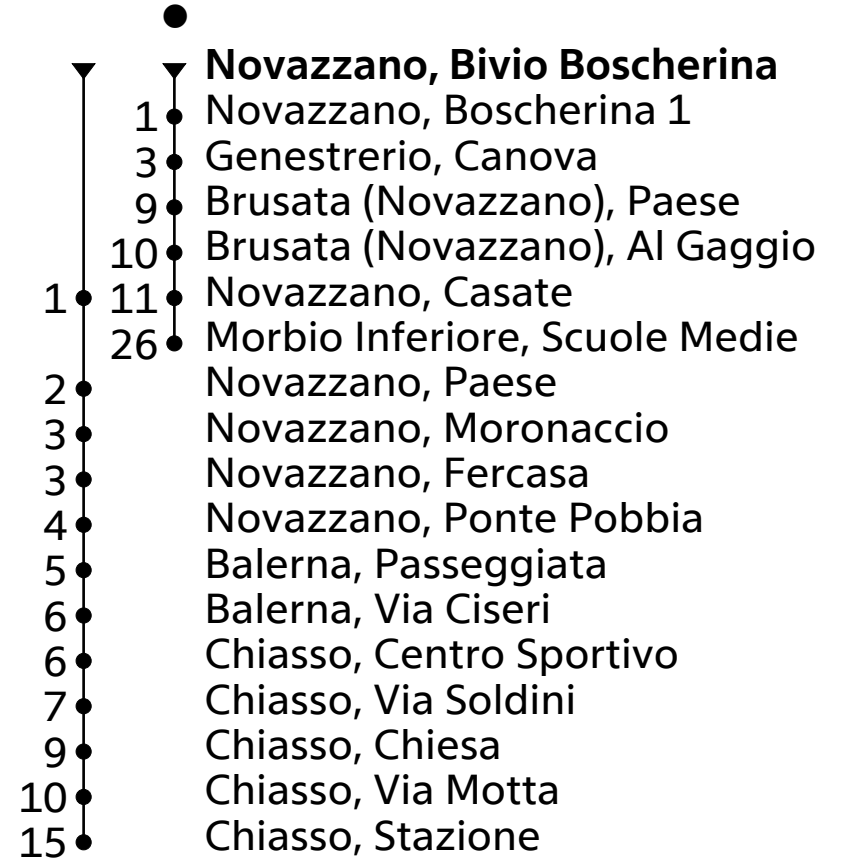 Novazzano, Bivio Boscherina
1 Novazzano, Boscherina 1
3 Genestrerio, Canova
9 Brusata (Novazzano), Paese
10 Brusata (Novazzano), Al Gaggio
1 11 Novazzano, Casate
26 Morbio Inferiore, Scuole Medie
2 Novazzano, Paese
3 Novazzano, Moronaccio
3 Novazzano, Fercasa
4 Novazzano, Ponte Pobbia
5 Balerna, Passeggiata
6 Balerna, Via Ciseri
6 Chiasso, Centro Sportivo
7 Chiasso, Via Soldini
9 Chiasso, Chiesa
10 Chiasso, Via Motta
15 Chiasso, Stazione